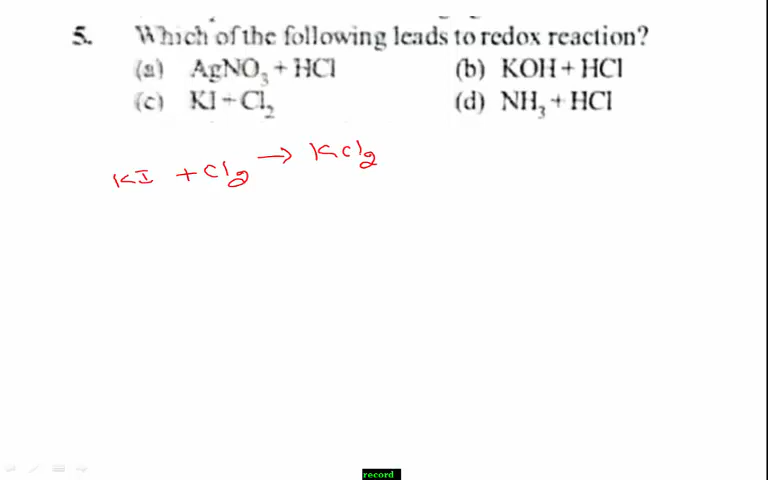 5. Which of the following leads to redox reaction?
(a) AgNO₃ + HCl (b) KOH + HCl
(c) KI + Cl₂ (d) NH₃ + HCl
KI + Cl₂ → KCl₂
record